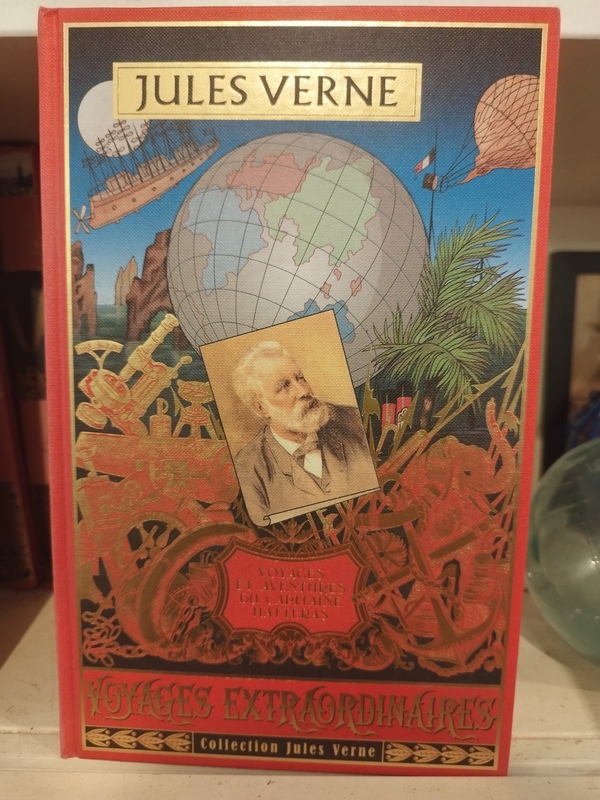 JULES VERNE
VOYAGES
ET AVENTURES
DU CAPITAINE
HATTERAS
VOYAGES EXTRAORDINAIRES
Collection Jules Verne